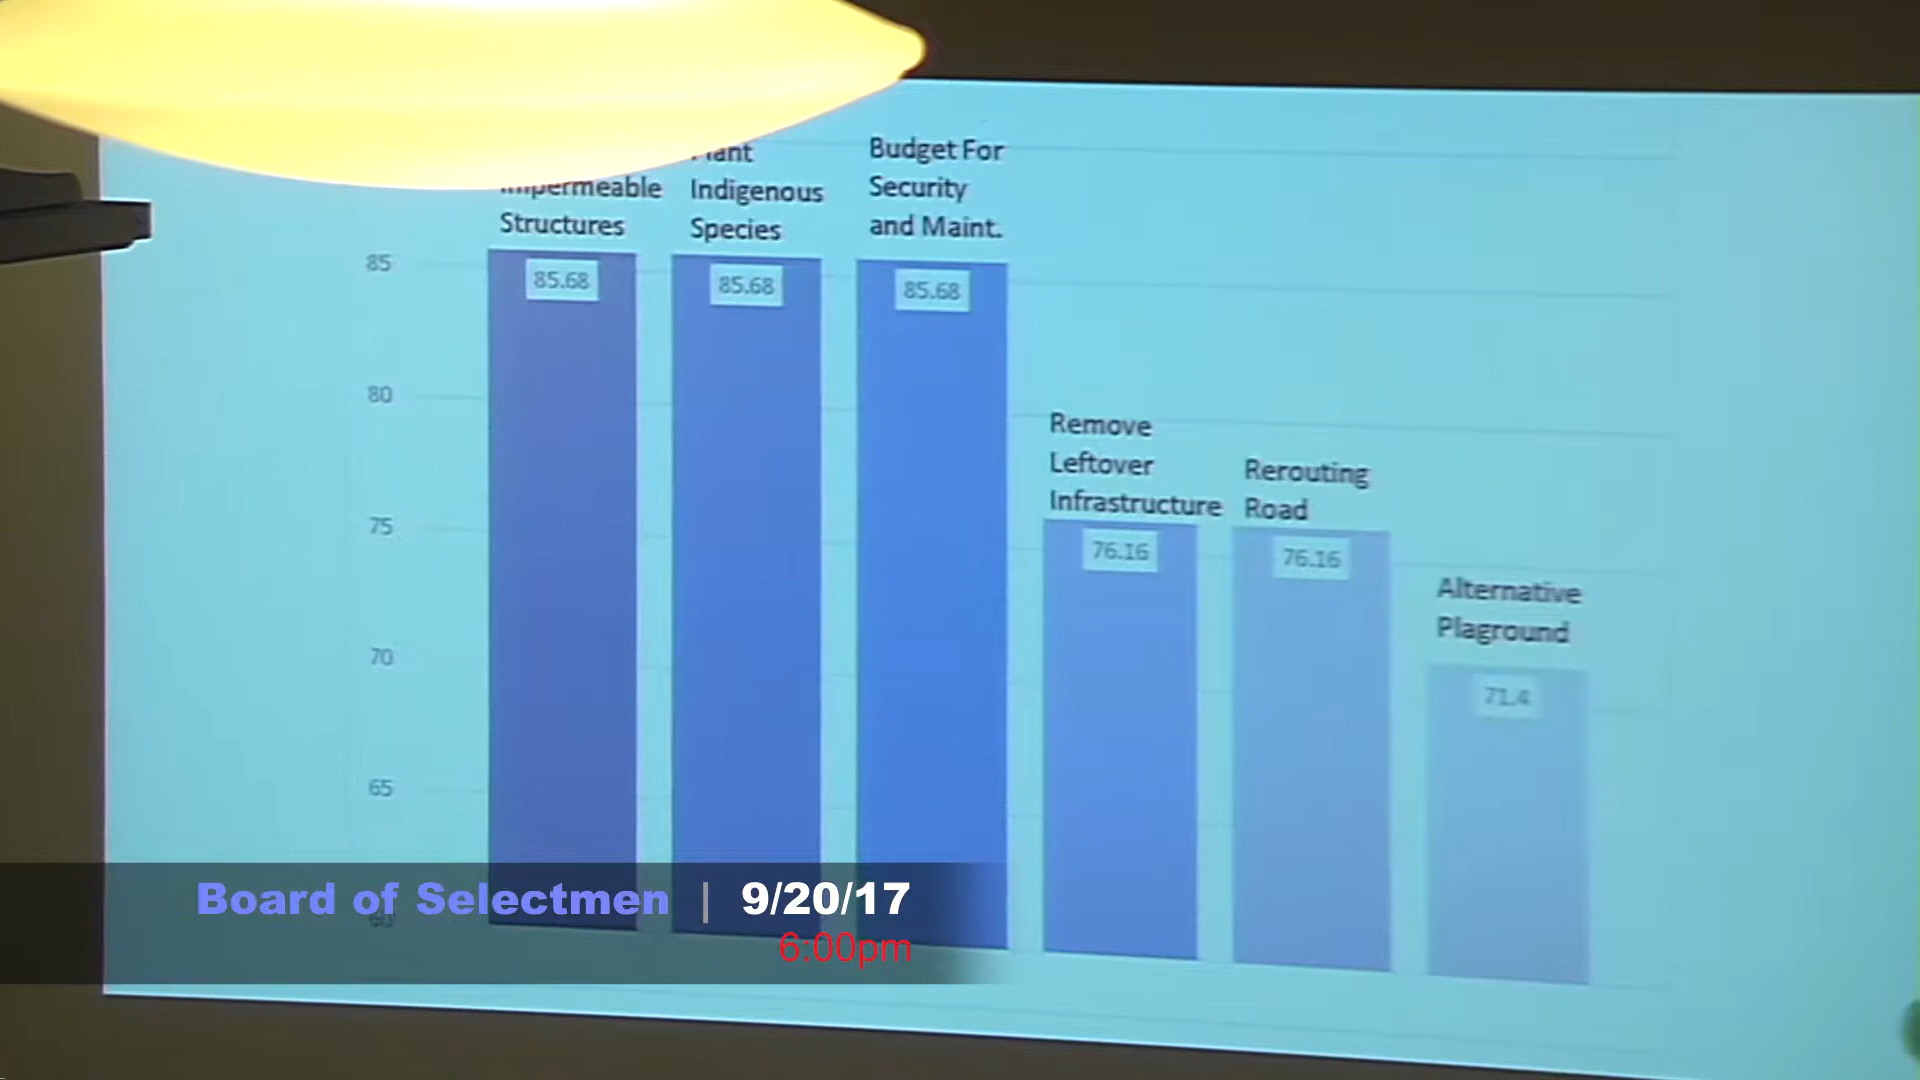 Impermeable
Structures
Plant
Indigenous
Species
Budget For
Security
and Maint.
85
85.68
85.68
85.68
80
Remove
Leftover
Infrastructure
Rerouting
Road
75
76.16
76.16
Alternative
Plaground
70
71.4
65
60
Board of Selectmen | 9/20/17
6:00pm